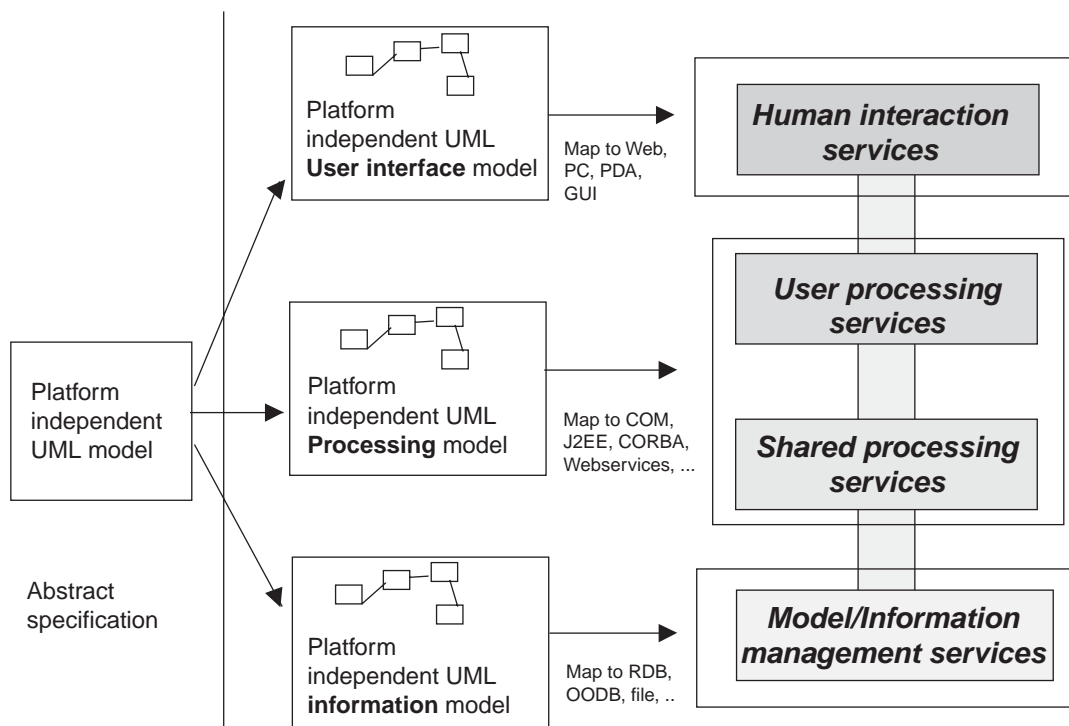 Platform
independent
UML model
Abstract
specification
Platform
independent UML
User interface model
Map to Web,
PC, PDA,
GUI
Human interaction
services
Platform
independent UML
Processing model
Map to COM,
J2EE, CORBA,
Webservices, ...
User processing
services
Shared processing
services
Platform
independent UML
information model
Map to RDB,
OODB, file, ..
Model/Information
management services